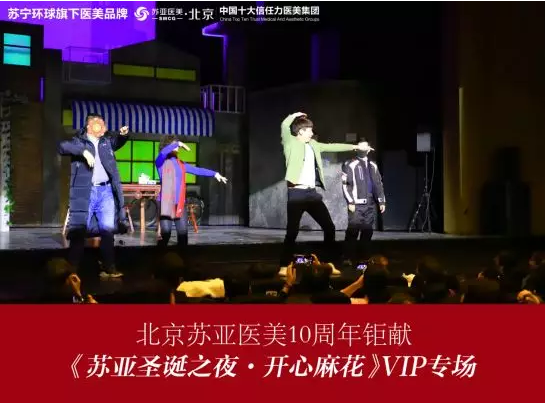 苏宁环球旗下医美品牌
苏亚医美·北京
SWCG
中国十大信任力医美集团
China Top Ten Trust Medical And Aesthetic Groups
北京苏亚医美10周年钜献
《苏亚圣诞之夜·开心麻花》VIP专场